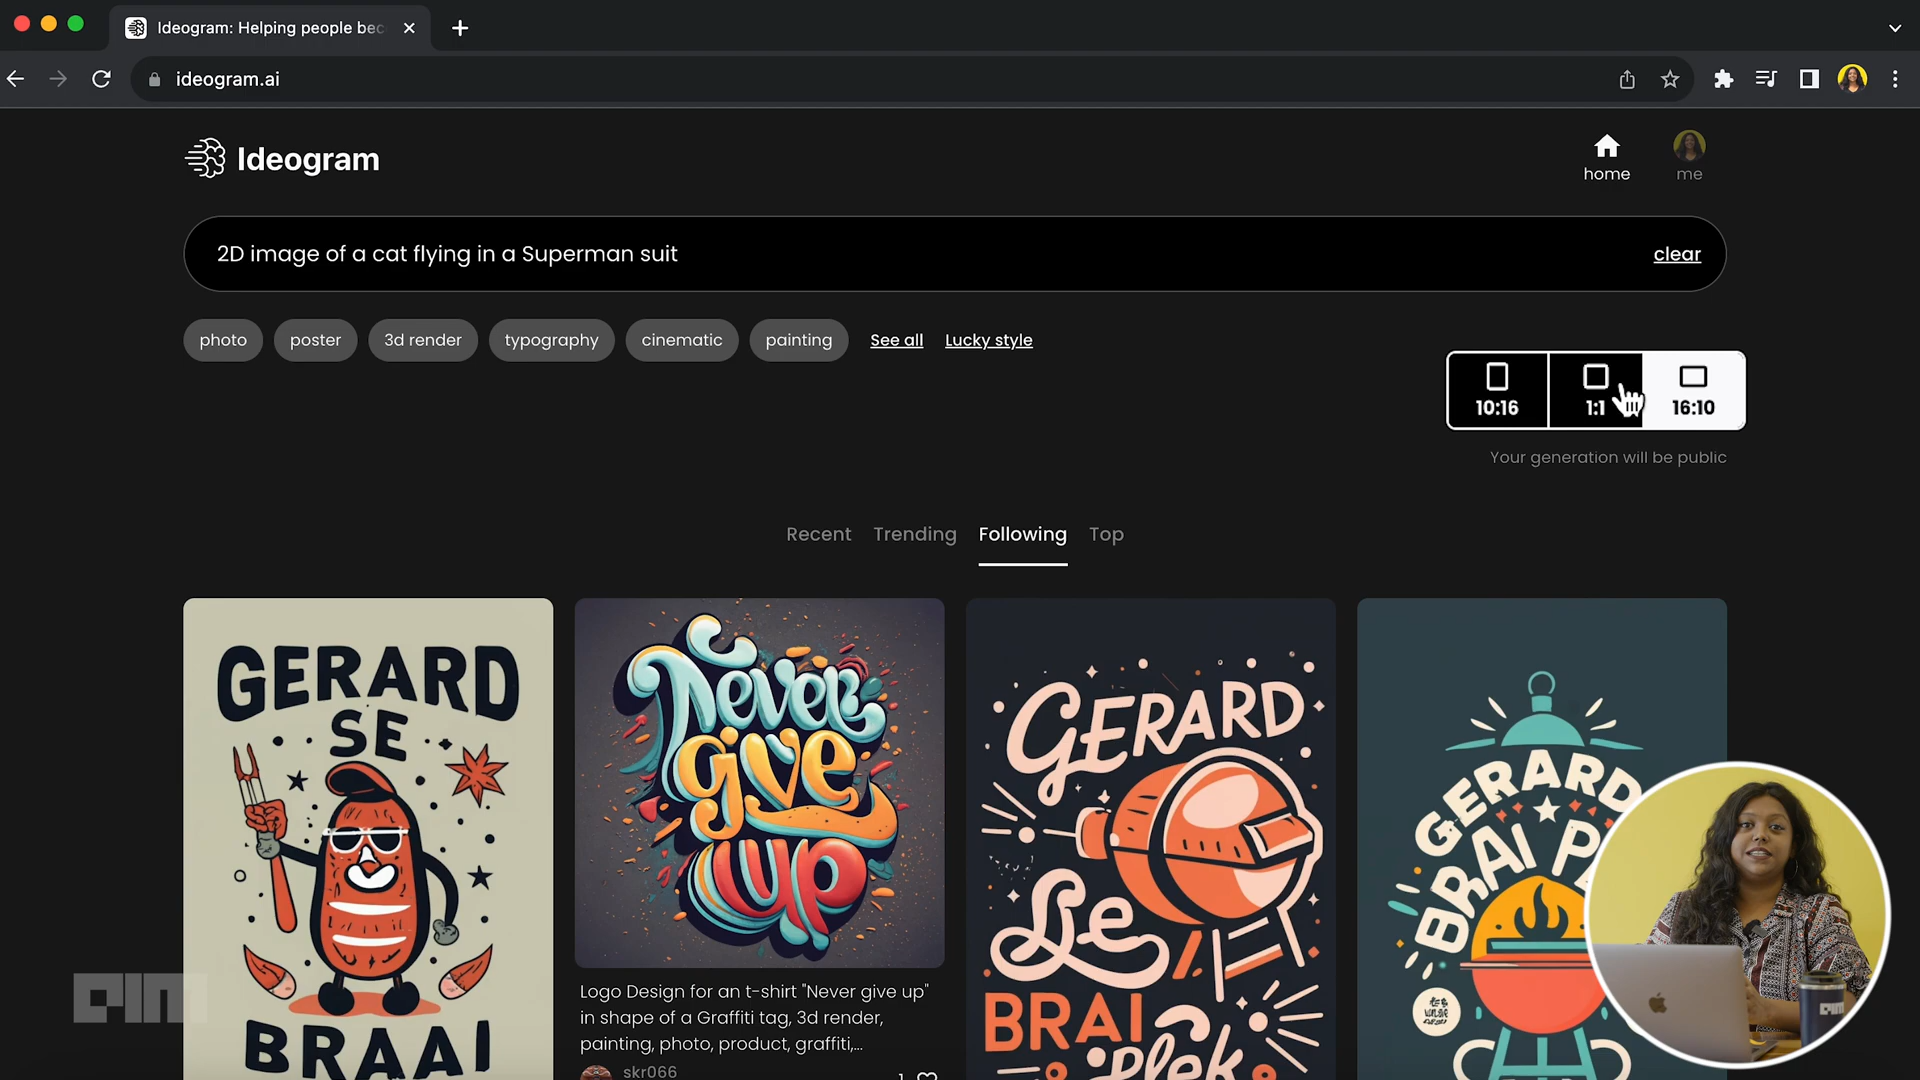 Ideogram: Helping people bec
ideogram.ai
Ideogram
home
me
2D image of a cat flying in a Superman suit
clear
photo
poster
3d render
typography
cinematic
painting
See all
Lucky style
10:16
1:1
16:10
Your generation will be public
Recent
Trending
Following
Top
GERARD
SE
BRAAI
Never
give
up
Logo Design for an t-shirt "Never give up"
in shape of a Graffiti tag, 3d render,
painting, photo, product, graffiti,...
skr066
1
GERARD
Se
BRAI
Plek
GERARD
BRAI P
AIM